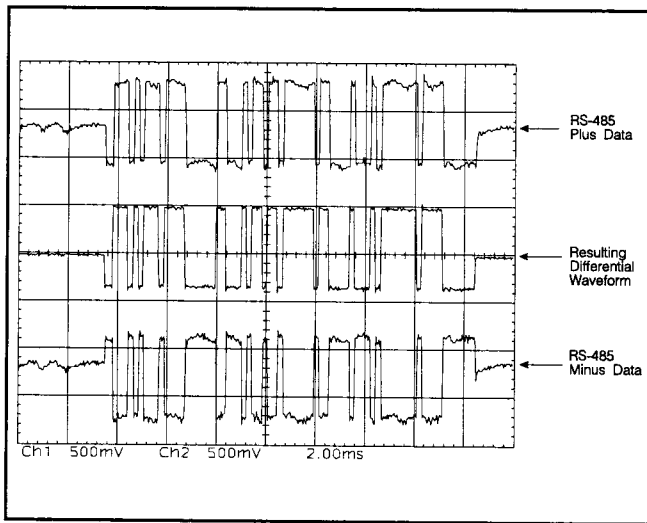 RS-485
Plus Data
Resulting
Differential
Waveform
RS-485
Minus Data
Ch1 500mV Ch2 500mV 2.00ms